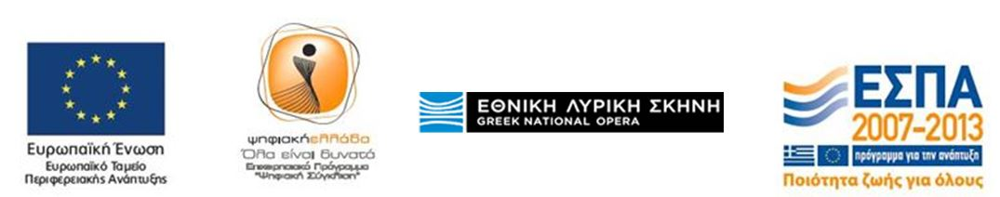 Ευρωπαϊκή Ένωση
Ευρωπαϊκό Ταμείο
Περιφερειακής Ανάπτυξης
ψηφιακήελλάδα
Όλα είναι δυνατά
Επιχειρησιακό Πρόγραμμα
"Ψηφιακή Σύγκλιση"
ΕΘΝΙΚΗ ΛΥΡΙΚΗ ΣΚΗΝΗ
GREEK NATIONAL OPERA
ΕΣΠΑ
2007-2013
πρόγραμμα για την ανάπτυξη
Ποιότητα ζωής για όλους